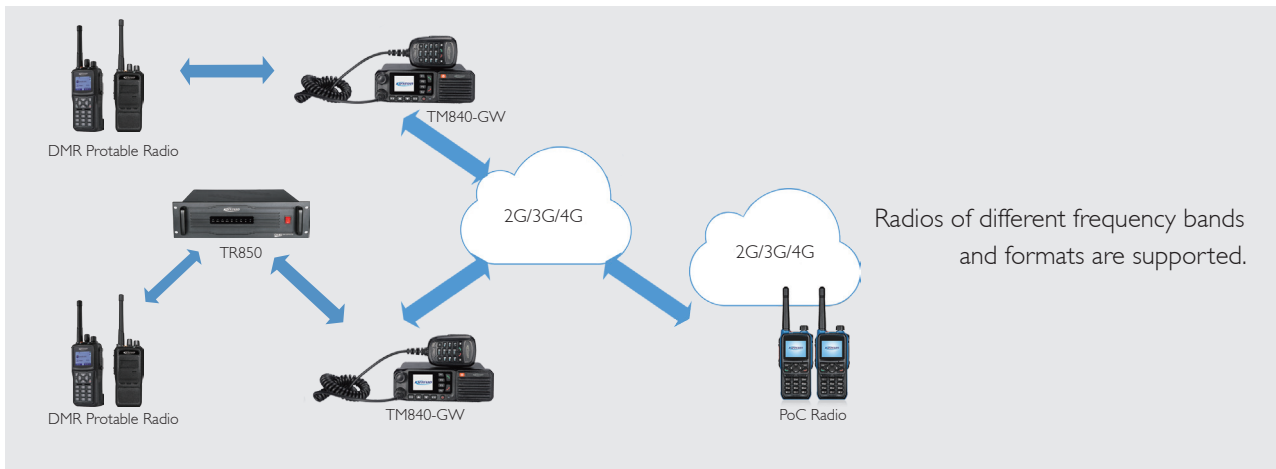 TM840-GW
DMR Protable Radio
2G/3G/4G
Radios of different frequency bands
and formats are supported.
TR850
2G/3G/4G
DMR Protable Radio
TM840-GW
PoC Radio